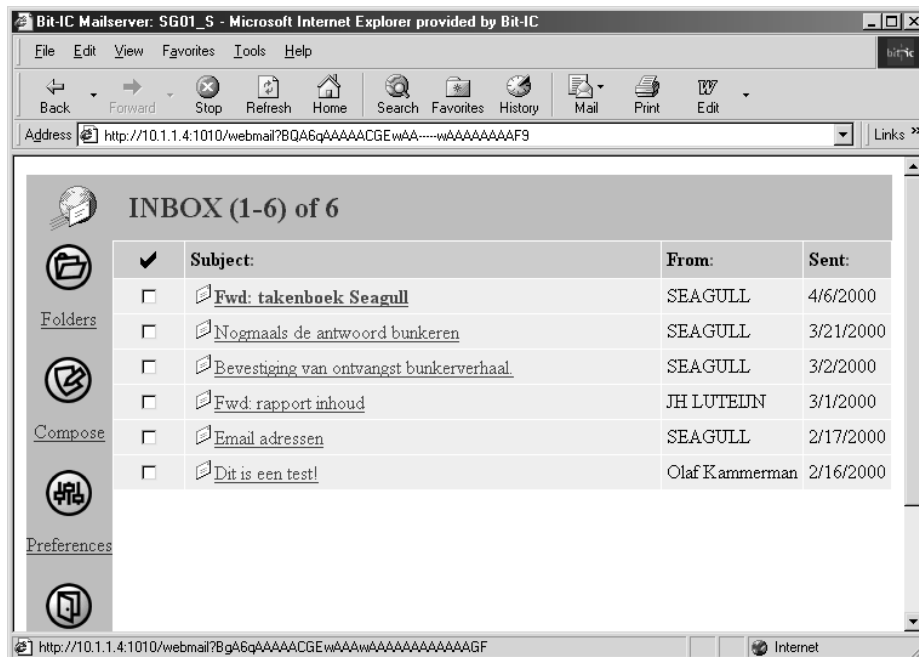 Bit-IC Mailserver: SG01_S - Microsoft Internet Explorer provided by Bit-IC
File Edit View Favorites Tools Help
bit-ic
Back Forward Stop Refresh Home Search Favorites History Mail Print Edit
Address http://10.1.1.4:1010/webmail?BQA6qAAAAACGEwAA-----wAAAAAAAAF9 Links »
INBOX (1-6) of 6
Subject: From: Sent:
Fwd: takenboek Seagull SEAGULL 4/6/2000
Folders
Nogmaals de antwoord bunkeren SEAGULL 3/21/2000
Bevestiging van ontvangst bunkerverhaal. SEAGULL 3/2/2000
Fwd: rapport inhoud JH LUTEIJN 3/1/2000
Compose
Email adressen SEAGULL 2/17/2000
Dit is een test! Olaf Kammerman 2/16/2000
Preferences
http://10.1.1.4:1010/webmail?BgA6qAAAAACGEwAAAwAAAAAAAAAAAAGF Internet